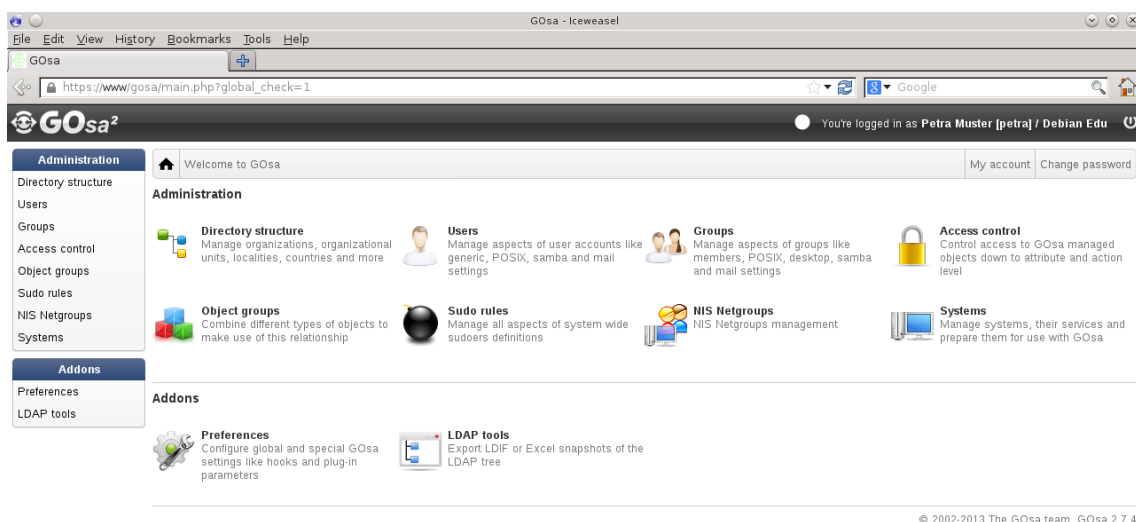 GOsa - Iceweasel
File Edit View History Bookmarks Tools Help
GOsa
https://www/gosa/main.php?global_check=1
Google
GOsa²
You're logged in as Petra Muster [petra] / Debian Edu
Administration
Directory structure
Users
Groups
Access control
Object groups
Sudo rules
NIS Netgroups
Systems
Addons
Preferences
LDAP tools
Welcome to GOsa
My account
Change password
Administration
Directory structure
Manage organizations, organizational
units, localities, countries and more
Users
Manage aspects of user accounts like
generic, POSIX, samba and mail
settings
Groups
Manage aspects of groups like
members, POSIX, desktop, samba
and mail settings
Access control
Control access to GOsa managed
objects down to attribute and action
level
Object groups
Combine different types of objects to
make use of this relationship
Sudo rules
Manage all aspects of system wide
sudoers definitions
NIS Netgroups
NIS Netgroups management
Systems
Manage systems, their services and
prepare them for use with GOsa
Addons
Preferences
Configure global and special GOsa
settings like hooks and plug-in
parameters
LDAP tools
Export LDIF or Excel snapshots of the
LDAP tree
© 2002-2013 The GOsa team, GOsa 2.7.4